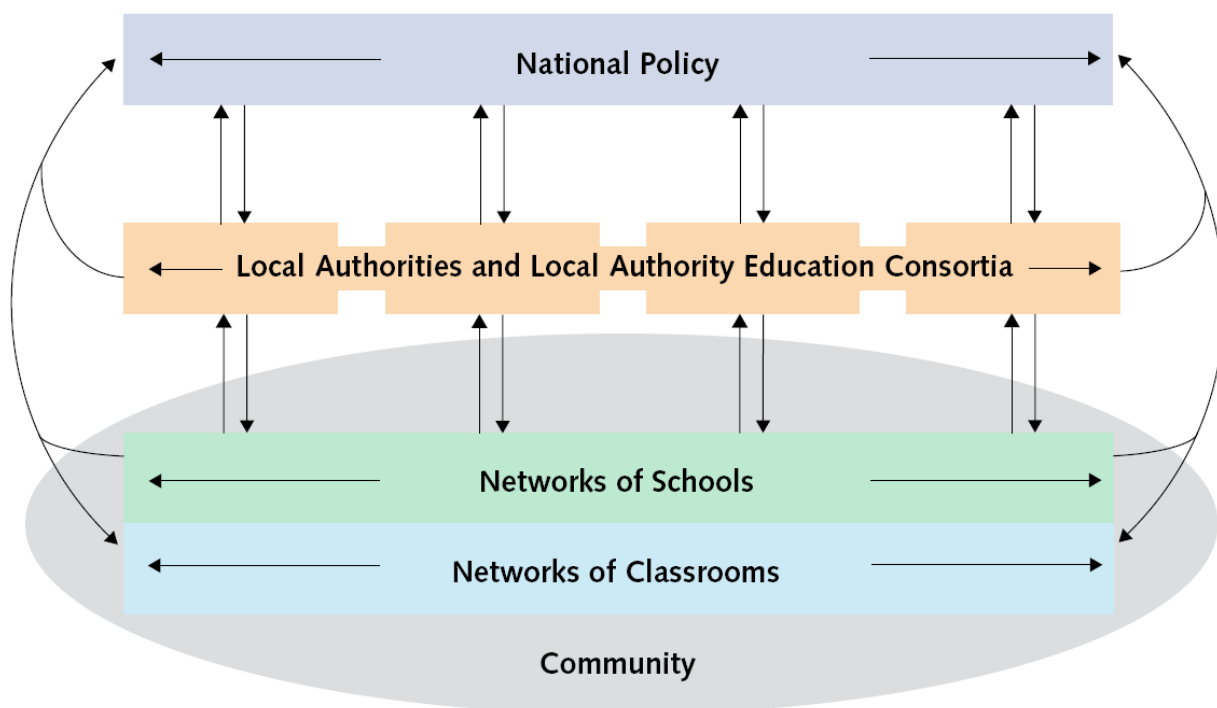 National Policy
Local Authorities and Local Authority Education Consortia
Networks of Schools
Networks of Classrooms
Community